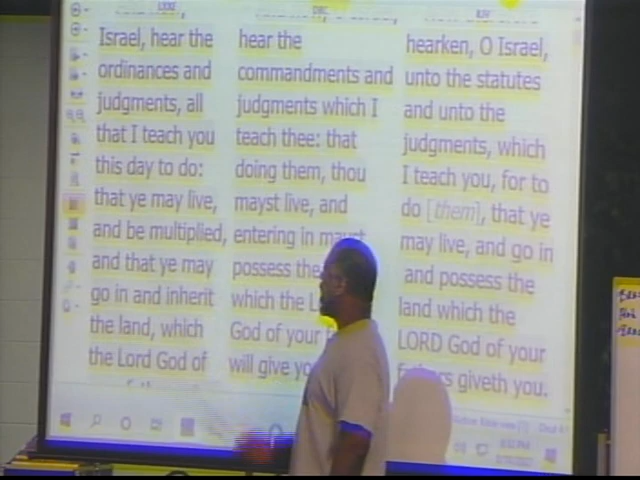 LXXE
DRC
KJV
Israel, hear the
ordinances and
judgments, all
that I teach you
this day to do:
that ye may live,
and be multiplied,
and that ye may
go in and inherit
the land, which
the Lord God of
hear the
commandments and
judgments which I
teach thee: that
doing them, thou
mayst live, and
entering in mayst
possess the
which the L
God of your
will give yo
hearken, O Israel,
unto the statutes
and unto the
judgments, which
I teach you, for to
do [them], that ye
may live, and go in
and possess the
land which the
LORD God of your
giveth you.